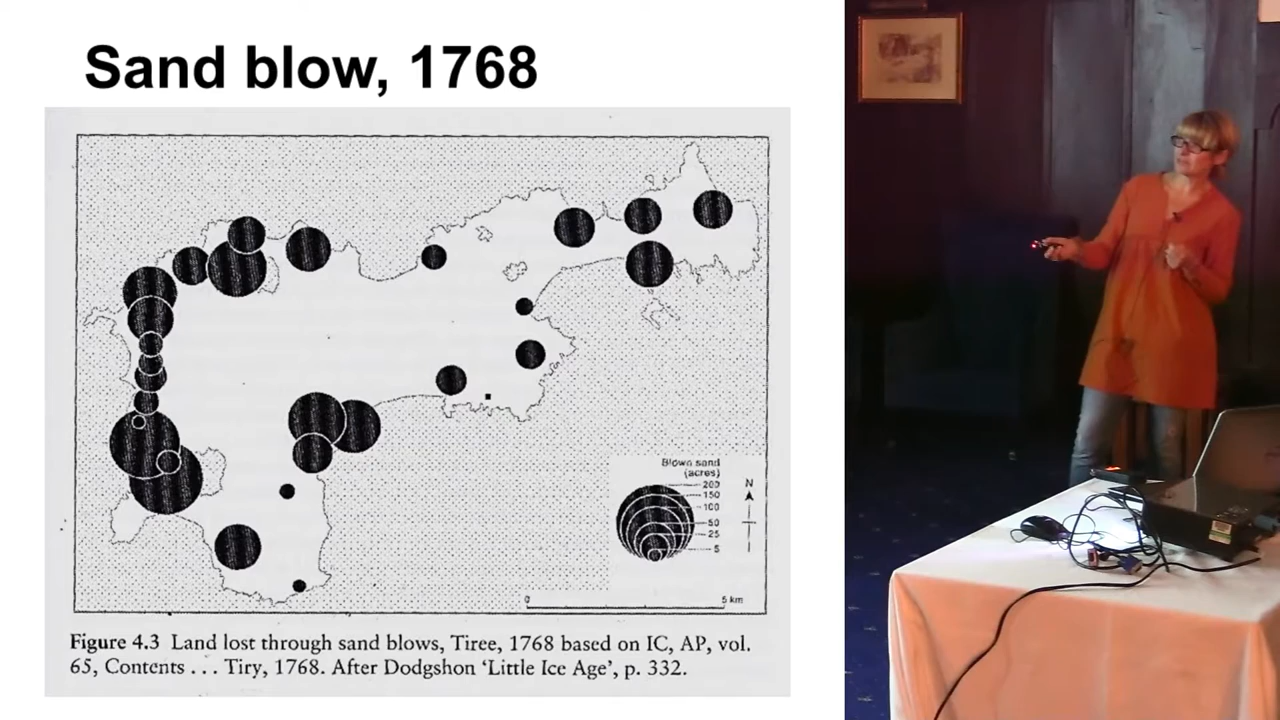 Sand blow, 1768
Blown sand
(acres)
200
150
100
50
25
5
N
0
5 km
Figure 4.3 Land lost through sand blows, Tiree, 1768 based on IC, AP, vol.
65, Contents . . . Tiry, 1768. After Dodgshon ‘Little Ice Age’, p. 332.